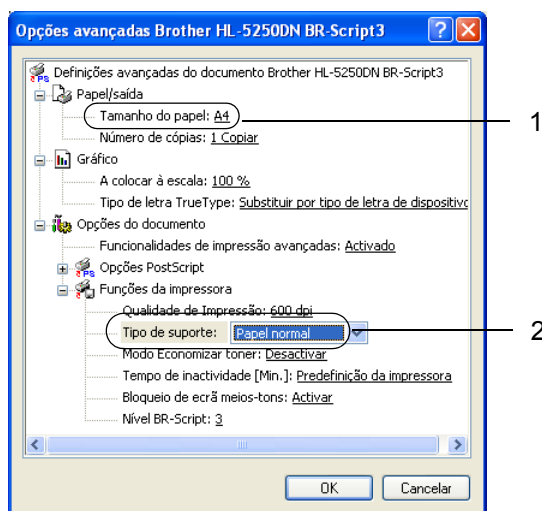 Opções avançadas Brother HL-5250DN BR-Script3
Definições avançadas do documento Brother HL-5250DN BR-Script3
Papel/saída
Tamanho do papel: A4
1
Número de cópias: 1 Copiar
Gráfico
A colocar à escala: 100 %
Tipo de letra TrueType: Substituir por tipo de letra de dispositivo
Opções do documento
Funcionalidades de impressão avançadas: Activado
Opções PostScript
Funções da impressora
Qualidade de Impressão: 600 dpi
Tipo de suporte: Papel normal
2
Modo Economizar toner: Desactivar
Tempo de inactividade [Min.]: Predefinição da impressora
Bloqueio de ecrã meios-tons: Activar
Nível BR-Script: 3
OK Cancelar